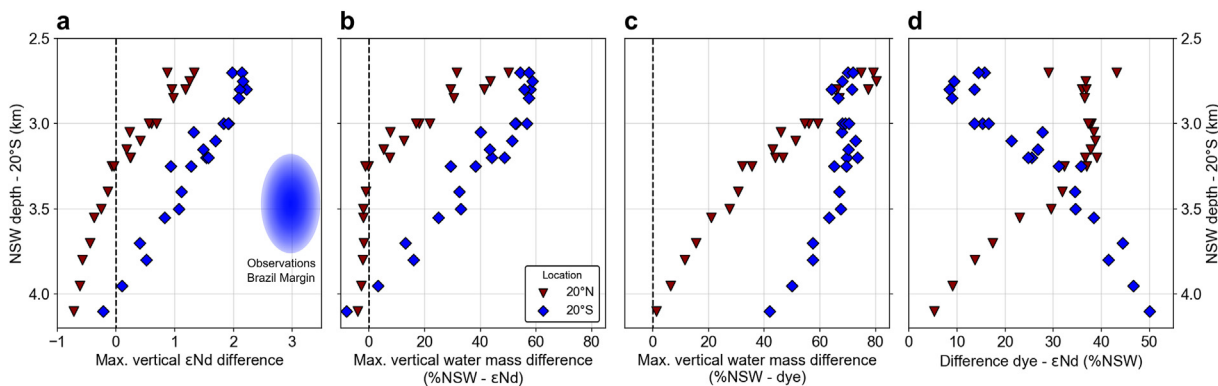 a
b
c
d
NSW depth - 20°S (km)
2.5
3.0
3.5
4.0
−1
0
1
2
3
Max. vertical εNd difference
Observations
Brazil Margin
0
20
40
60
80
Max. vertical water mass difference
(%NSW - εNd)
Location
20°N
20°S
0
20
40
60
80
Max. vertical water mass difference
(%NSW - dye)
0
10
20
30
40
50
Difference dye - εNd (%NSW)
2.5
3.0
3.5
4.0
NSW depth - 20°S (km)